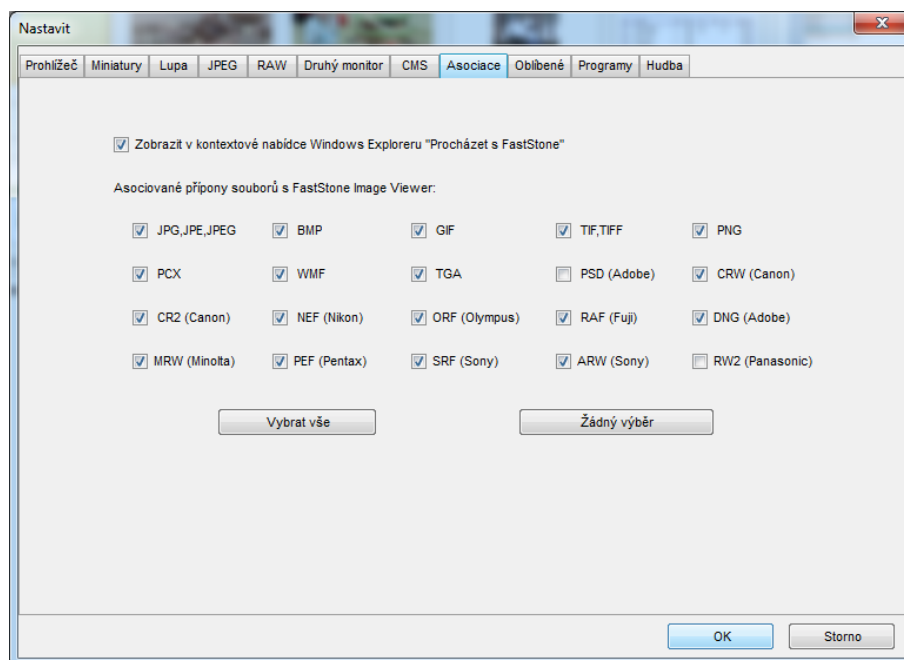 Nastavit
Prohlížeč Miniatury Lupa JPEG RAW Druhý monitor CMS Asociace Oblíbené Programy Hudba
Zobrazit v kontextové nabídce Windows Exploreru "Procházet s FastStone"
Asociované přípony souborů s FastStone Image Viewer:
JPG,JPE,JPEG BMP GIF TIF,TIFF PNG
PCX WMF TGA PSD (Adobe) CRW (Canon)
CR2 (Canon) NEF (Nikon) ORF (Olympus) RAF (Fuji) DNG (Adobe)
MRW (Minolta) PEF (Pentax) SRF (Sony) ARW (Sony) RW2 (Panasonic)
Vybrat vše Žádný výběr
OK Storno